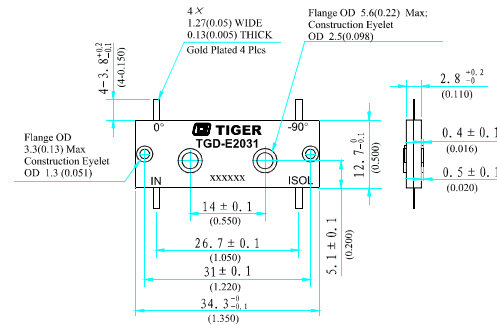 4×
1.27(0.05) WIDE
0.13(0.005) THICK
Gold Plated 4 Plcs
Flange OD 5.6(0.22) Max;
Construction Eyelet
OD 2.5(0.098)
4-3.8+0.2-0.1
(4-0.150)
2.8 +0.2 -0
(0.110)
0°
TIGER
-90°
TGD-E2031
Flange OD
3.3(0.13) Max
Construction Eyelet
OD 1.3 (0.051)
IN
XXXXXX
ISOL
12.7-0 -0.1
(0.500)
0.4±0.1
(0.016)
0.5±0.1
(0.020)
14±0.1
(0.550)
5.1±0.1
(0.200)
26.7±0.1
(1.050)
31±0.1
(1.220)
34.3-0 -0.1
(1.350)